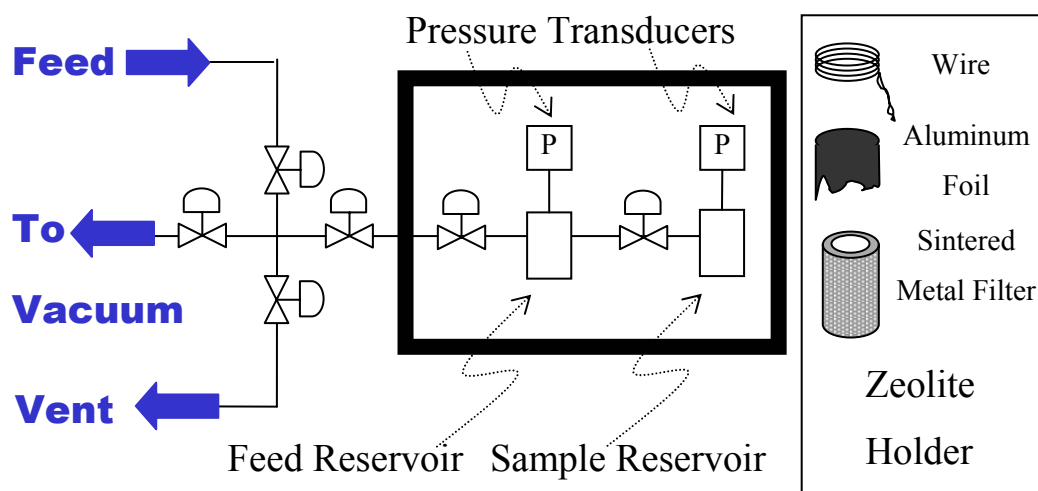 Feed
Pressure Transducers
P
P
To
Vacuum
Vent
Feed Reservoir
Sample Reservoir
Wire
Aluminum
Foil
Sintered
Metal Filter
Zeolite
Holder